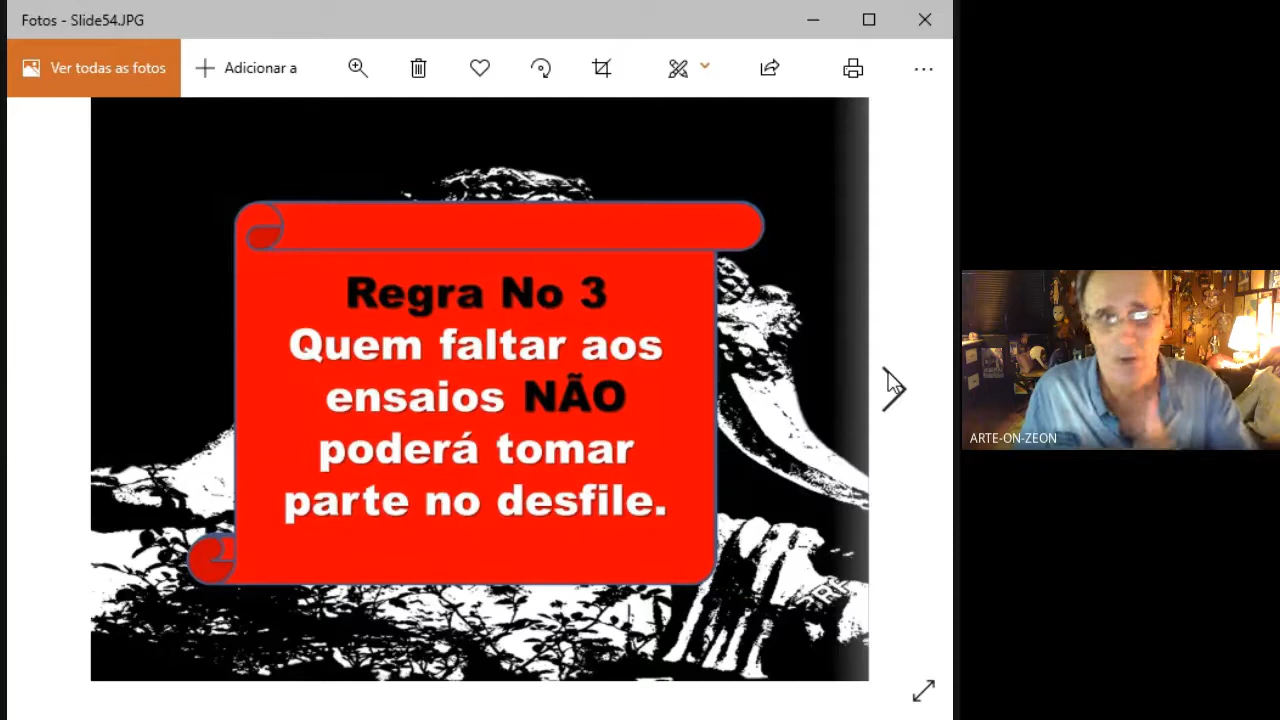 Fotos - Slide54.JPG
Ver todas as fotos
Adicionar a
Regra No 3
Quem faltar aos
ensaios NÃO
poderá tomar
parte no desfile.
ARTE-ON-ZEON